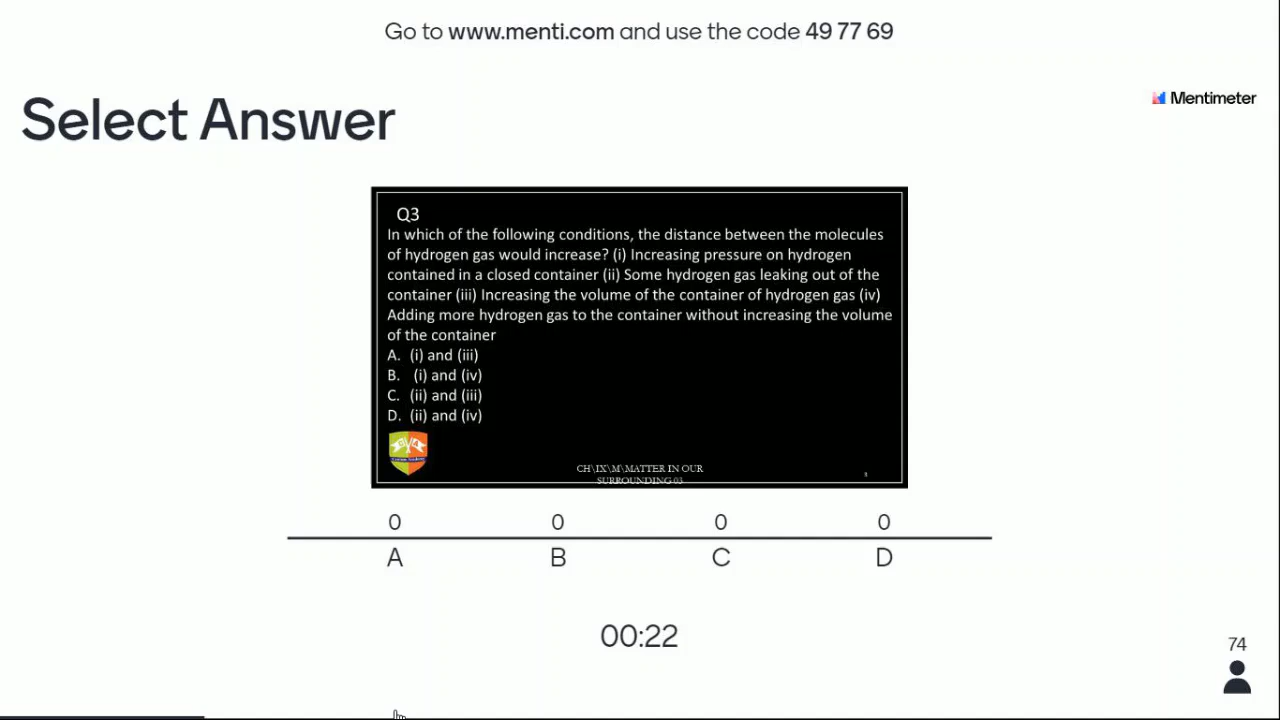 Go to www.menti.com and use the code 49 77 69
Select Answer
Mentimeter
Q3
In which of the following conditions, the distance between the molecules
of hydrogen gas would increase? (i) Increasing pressure on hydrogen
contained in a closed container (ii) Some hydrogen gas leaking out of the
container (iii) Increasing the volume of the container of hydrogen gas (iv)
Adding more hydrogen gas to the container without increasing the volume
of the container
A. (i) and (iii)
B. (i) and (iv)
C. (ii) and (iii)
D. (ii) and (iv)
CH\IX\M\MATTER IN OUR
SURROUNDING 03
0 0 0 0
A B C D
00:22
74